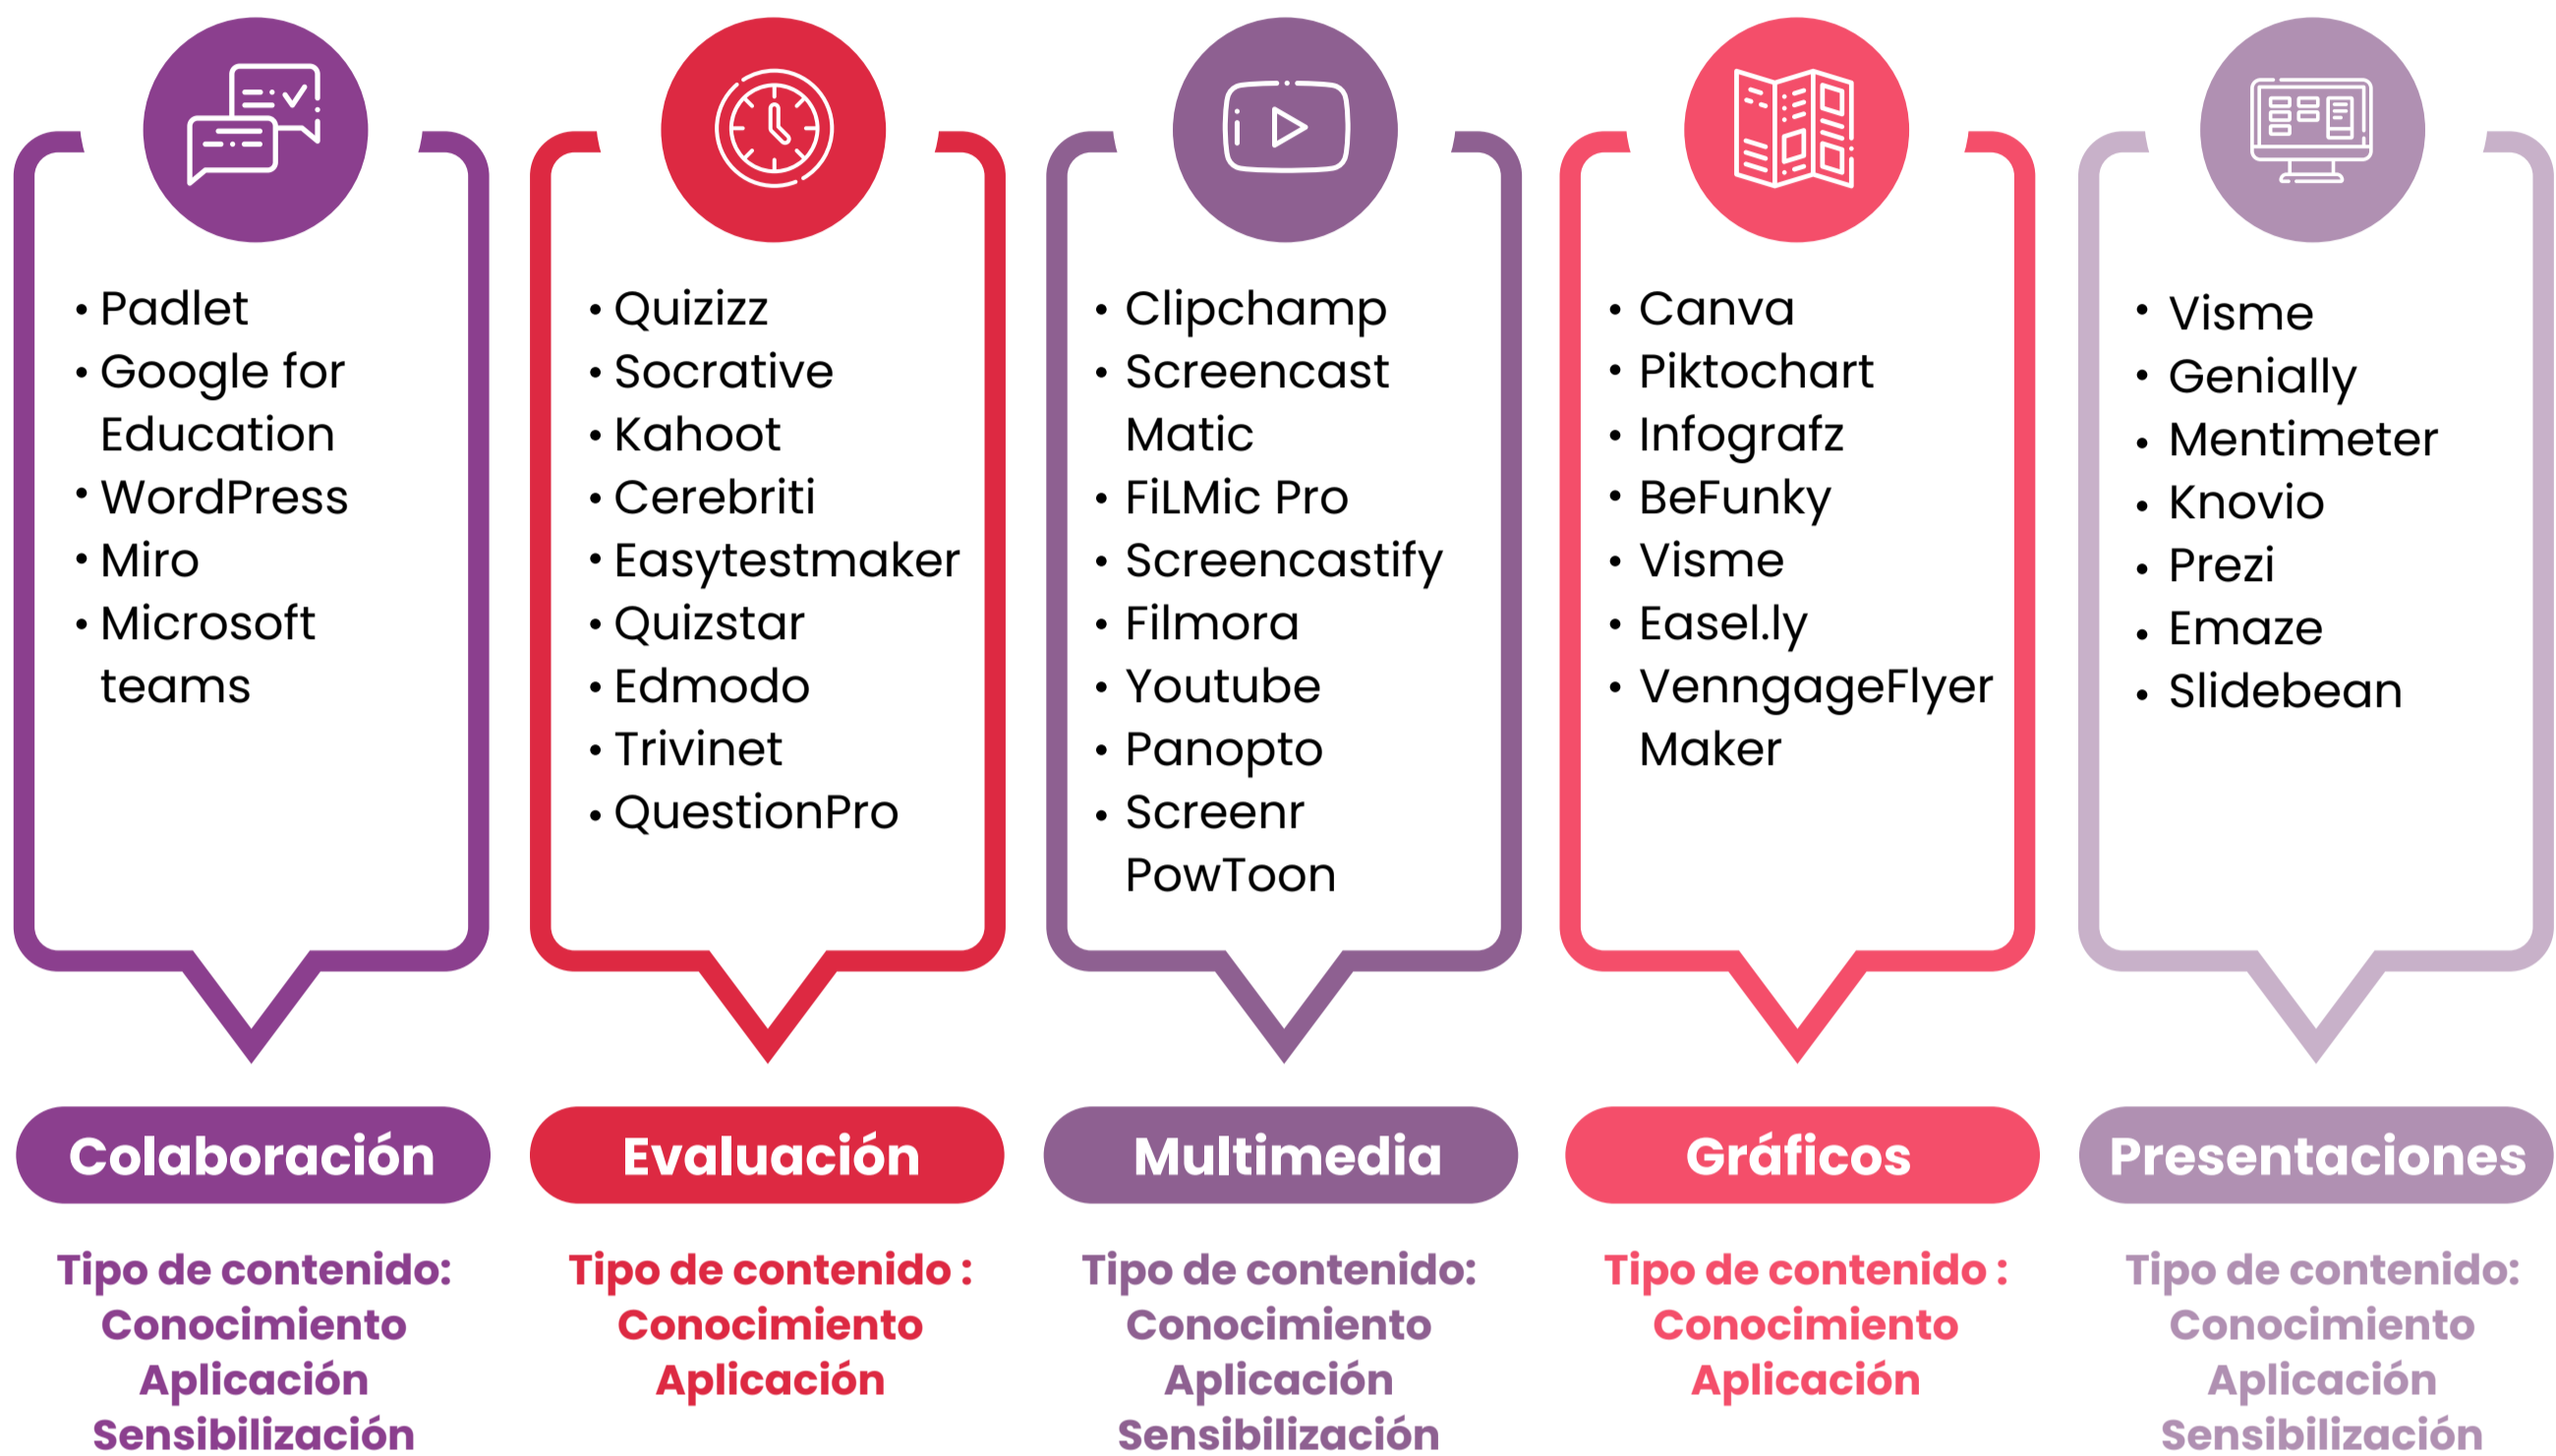 • Padlet
• Google for
Education
• WordPress
• Miro
• Microsoft
teams
Colaboración
Tipo de contenido:
Conocimiento
Aplicación
Sensibilización
• Quizizz
• Socrative
• Kahoot
• Cerebriti
• Easytestmaker
• Quizstar
• Edmodo
• Trivinet
• QuestionPro
Evaluación
Tipo de contenido :
Conocimiento
Aplicación
• Clipchamp
• Screencast
Matic
• FiLMic Pro
• Screencastify
• Filmora
• Youtube
• Panopto
• Screenr
PowToon
Multimedia
Tipo de contenido:
Conocimiento
Aplicación
Sensibilización
• Canva
• Piktochart
• Infografz
• BeFunky
• Visme
• Easel.ly
• VenngageFlyer
Maker
Gráficos
Tipo de contenido :
Conocimiento
Aplicación
• Visme
• Genially
• Mentimeter
• Knovio
• Prezi
• Emaze
• Slidebean
Presentaciones
Tipo de contenido:
Conocimiento
Aplicación
Sensibilización